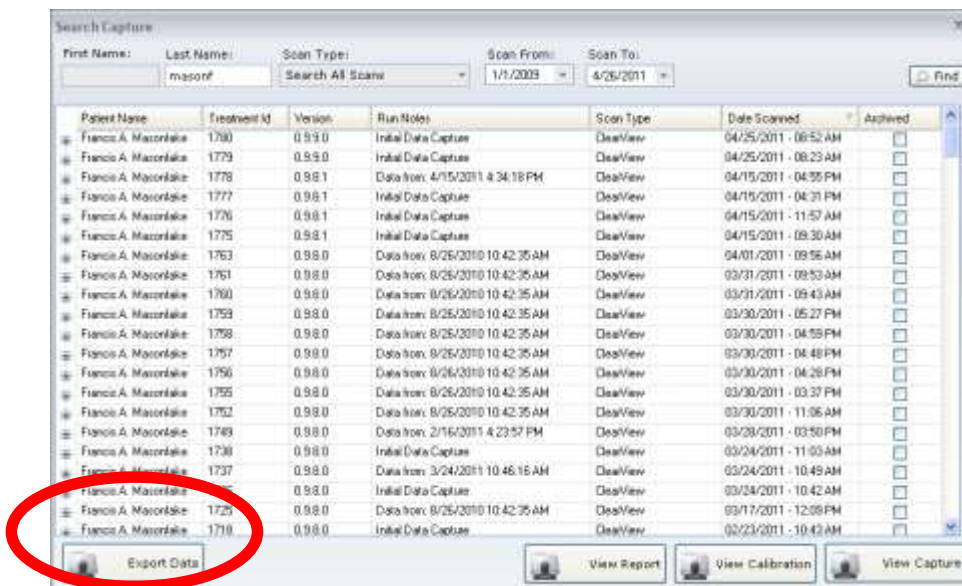 Search Capture
First Name: Last Name: Scan Type: Scan From: Scan To:
masonf Search All Scans 1/1/2009 4/26/2011 Find
Patient Name Treatment Id Version Run Notes Scan Type Date Scanned Archived
Francis A. Masonlake 1780 0.9.9.0 Initial Data Capture ClearView 04/25/2011 - 08:52 AM
Francis A. Masonlake 1779 0.9.9.0 Initial Data Capture ClearView 04/25/2011 - 08:23 AM
Francis A. Masonlake 1778 0.9.8.1 Data from: 4/15/2011 4:34:18 PM ClearView 04/15/2011 - 04:55 PM
Francis A. Masonlake 1777 0.9.8.1 Initial Data Capture ClearView 04/15/2011 - 04:31 PM
Francis A. Masonlake 1776 0.9.8.1 Initial Data Capture ClearView 04/15/2011 - 11:57 AM
Francis A. Masonlake 1775 0.9.8.1 Initial Data Capture ClearView 04/15/2011 - 09:30 AM
Francis A. Masonlake 1763 0.9.8.0 Data from: 8/26/2010 10:42:35 AM ClearView 04/01/2011 - 09:56 AM
Francis A. Masonlake 1761 0.9.8.0 Data from: 8/26/2010 10:42:35 AM ClearView 03/31/2011 - 09:53 AM
Francis A. Masonlake 1760 0.9.8.0 Data from: 8/26/2010 10:42:35 AM ClearView 03/31/2011 - 09:43 AM
Francis A. Masonlake 1759 0.9.8.0 Data from: 8/26/2010 10:42:35 AM ClearView 03/30/2011 - 05:27 PM
Francis A. Masonlake 1758 0.9.8.0 Data from: 8/26/2010 10:42:35 AM ClearView 03/30/2011 - 04:59 PM
Francis A. Masonlake 1757 0.9.8.0 Data from: 8/26/2010 10:42:35 AM ClearView 03/30/2011 - 04:48 PM
Francis A. Masonlake 1756 0.9.8.0 Data from: 8/26/2010 10:42:35 AM ClearView 03/30/2011 - 04:28 PM
Francis A. Masonlake 1755 0.9.8.0 Data from: 8/26/2010 10:42:35 AM ClearView 03/30/2011 - 03:37 PM
Francis A. Masonlake 1752 0.9.8.0 Data from: 8/26/2010 10:42:35 AM ClearView 03/30/2011 - 11:06 AM
Francis A. Masonlake 1749 0.9.8.0 Data from: 2/16/2011 4:23:57 PM ClearView 03/28/2011 - 03:50 PM
Francis A. Masonlake 1738 0.9.8.0 Initial Data Capture ClearView 03/24/2011 - 11:03 AM
Francis A. Masonlake 1737 0.9.8.0 Data from: 3/24/2011 10:46:16 AM ClearView 03/24/2011 - 10:49 AM
Francis A. Masonlake 0.9.8.0 Initial Data Capture ClearView 03/24/2011 - 10:42 AM
Francis A. Masonlake 1725 0.9.8.0 Data from: 8/26/2010 10:42:35 AM ClearView 03/17/2011 - 12:09 PM
Francis A. Masonlake 1718 0.9.8.0 Initial Data Capture ClearView 02/23/2011 - 10:43 AM
Export Data View Report View Calibration View Capture